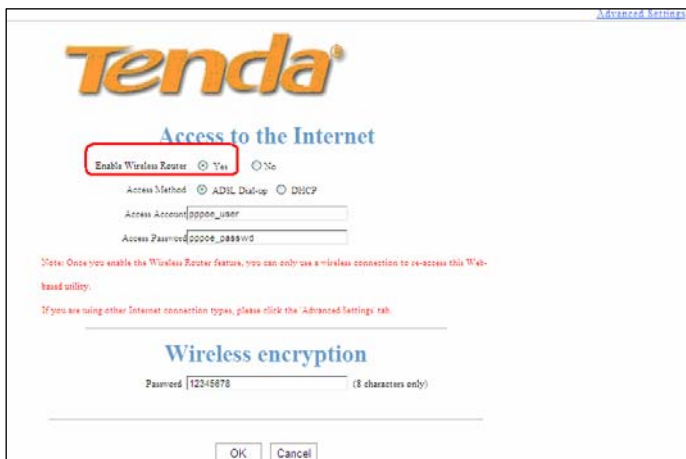 Advanced Settings
Tenda®
Access to the Internet
Enable Wireless Router Yes No
Access Method ADSL Dial-up DHCP
Access Account pppoe_user
Access Password pppoe_passwd
Note: Once you enable the Wireless Router feature, you can only use a wireless connection to re-access this Web-
based utility.
If you are using other Internet connection types, please click the 'Advanced Settings' tab.
Wireless encryption
Password 12345678 (8 characters only)
OK Cancel